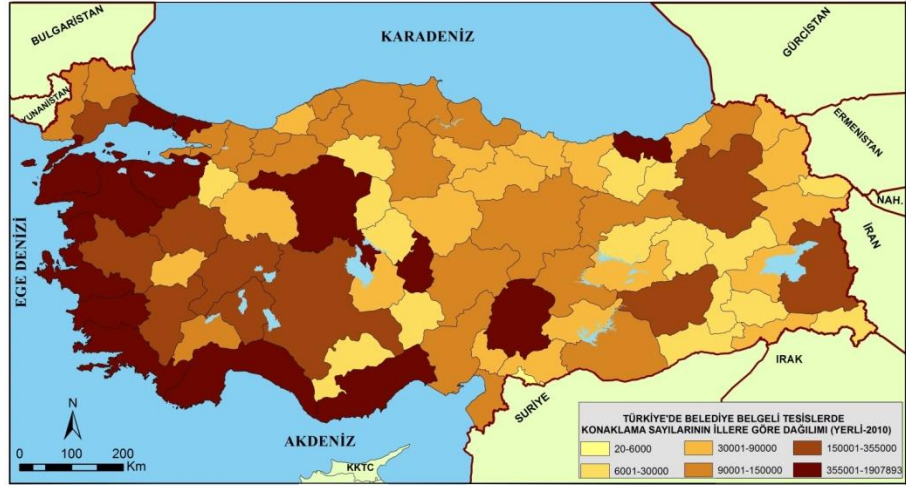 BULGARİSTAN
YUNANİSTAN
KARADENİZ
GÜRCİSTAN
ERMENİSTAN
NAH.
İRAN
EGE DENİZİ
IRAK
SURİYE
AKDENİZ
KKTC
N
0 50 100 200
Km
TÜRKİYE'DE BELEDİYE BELGELİ TESİSLERDE
KONAKLAMA SAYILARININ İLLERE GÖRE DAĞILIMI (YERLİ-2010)
20-6000 30001-90000 150001-355000
6001-30000 90001-150000 355001-1907893